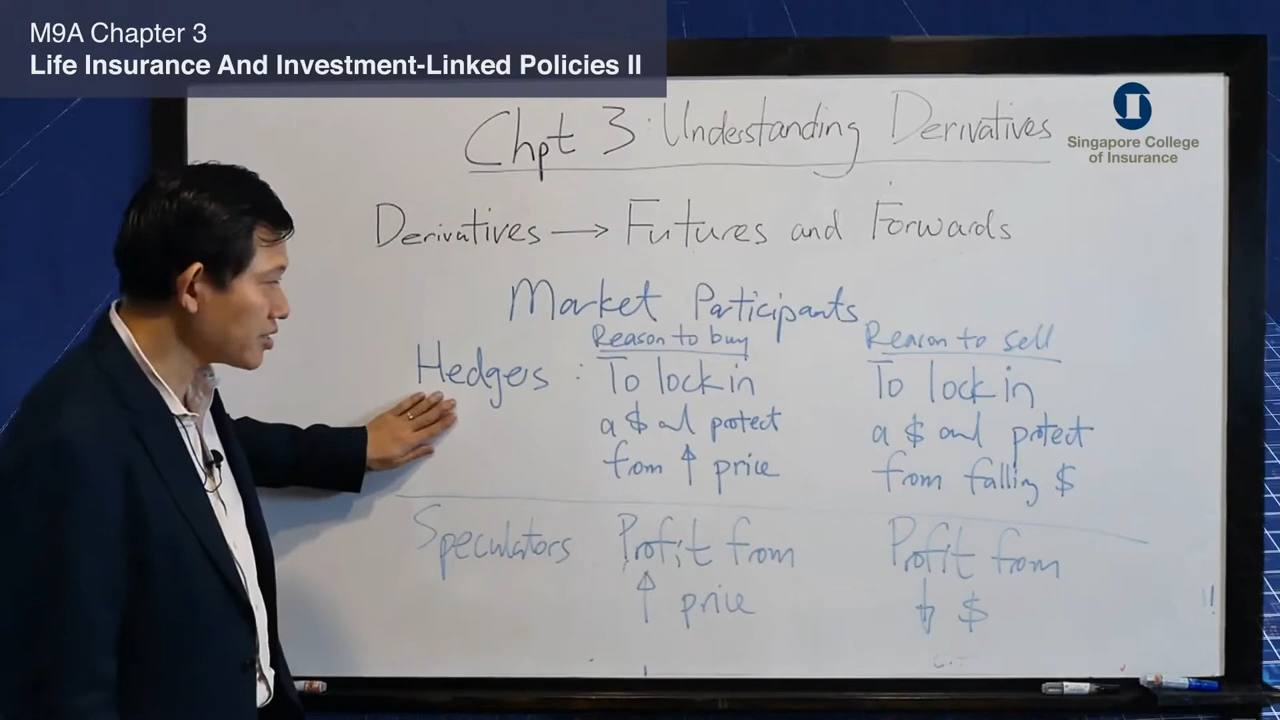 M9A Chapter 3
Life Insurance And Investment-Linked Policies II
Singapore College
of Insurance
Chpt 3: Understanding Derivatives
Derivatives → Futures and Forwards
Market Participants
Reason to buy
Reason to sell
Hedgers :
To lock in
a $ and protect
from ↑ price
To lock in
a $ and protect
from falling $
Speculators
Profit from
↑ price
Profit from
↓ $